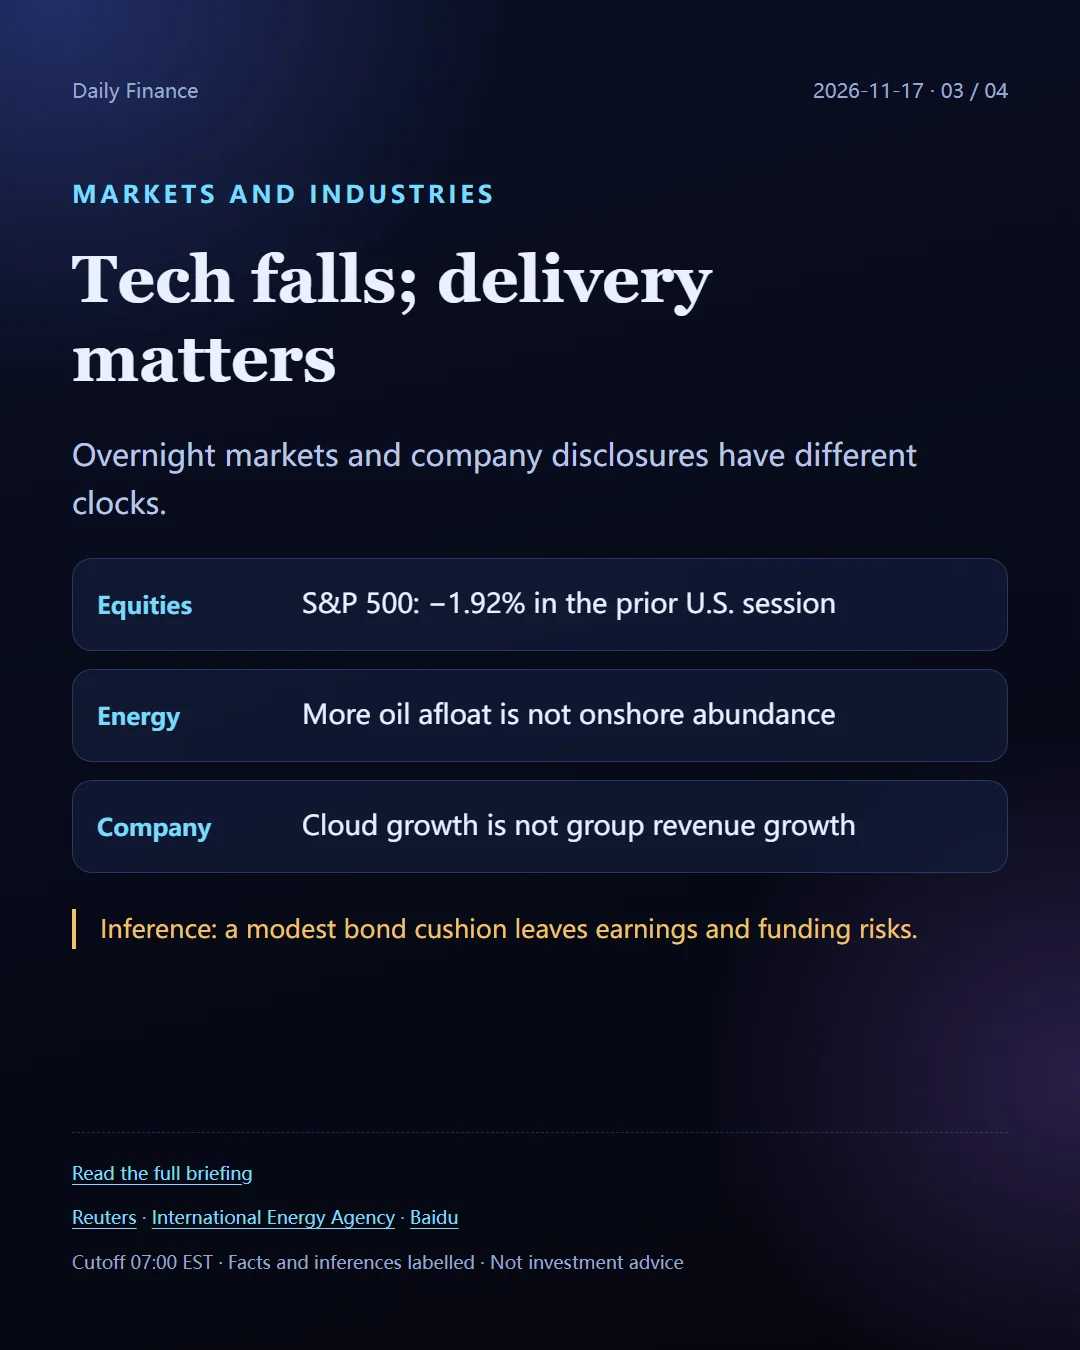 Daily Finance
2026-11-17 · 03 / 04
MARKETS AND INDUSTRIES
Tech falls; delivery
matters
Overnight markets and company disclosures have different
clocks.
Equities
S&P 500: −1.92% in the prior U.S. session
Energy
More oil afloat is not onshore abundance
Company
Cloud growth is not group revenue growth
Inference: a modest bond cushion leaves earnings and funding risks.
Read the full briefing
Reuters · International Energy Agency · Baidu
Cutoff 07:00 EST · Facts and inferences labelled · Not investment advice